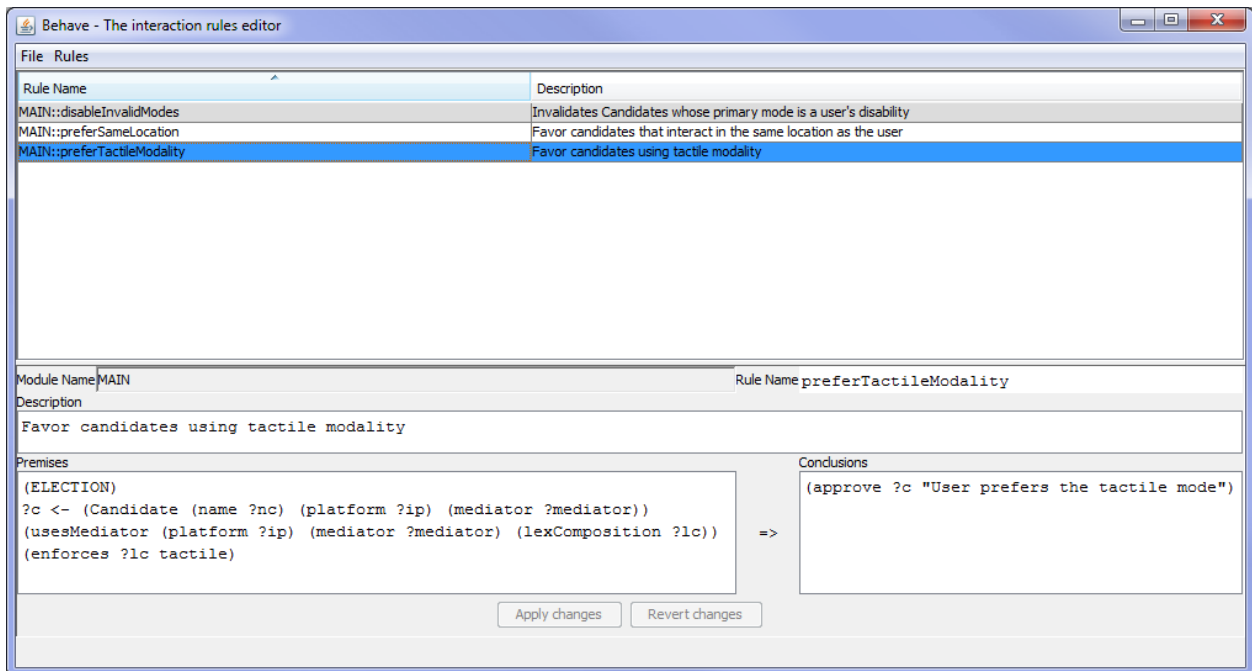 Behave - The interaction rules editor
File Rules
Rule Name Description
MAIN::disableInvalidModes Invalidates Candidates whose primary mode is a user's disability
MAIN::preferSameLocation Favor candidates that interact in the same location as the user
MAIN::preferTactileModality Favor candidates using tactile modality
Module Name MAIN Rule Name preferTactileModality
Description
Favor candidates using tactile modality
Premises
(ELECTION)
?c <- (Candidate (name ?nc) (platform ?ip) (mediator ?mediator))
(usesMediator (platform ?ip) (mediator ?mediator) (lexComposition ?lc))
(enforces ?lc tactile)
=>
Conclusions
(approve ?c "User prefers the tactile mode")
Apply changes Revert changes